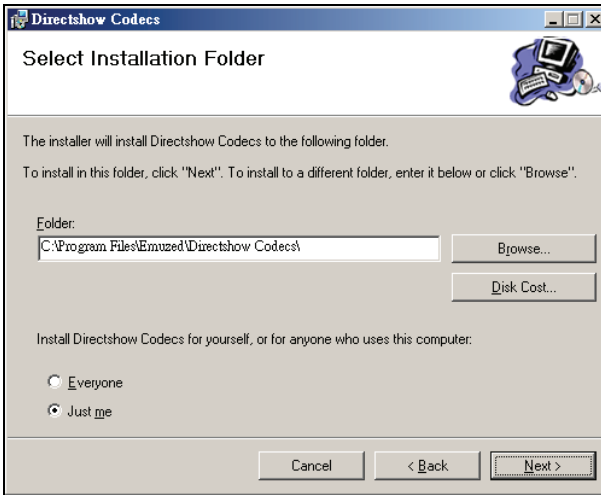 Directshow Codecs
Select Installation Folder
The installer will install Directshow Codecs to the following folder.
To install in this folder, click "Next". To install to a different folder, enter it below or click "Browse".
Folder:
C:\Program Files\Emuzed\Directshow Codecs\
Browse...
Disk Cost...
Install Directshow Codecs for yourself, or for anyone who uses this computer:
Everyone
Just me
Cancel
< Back
Next >